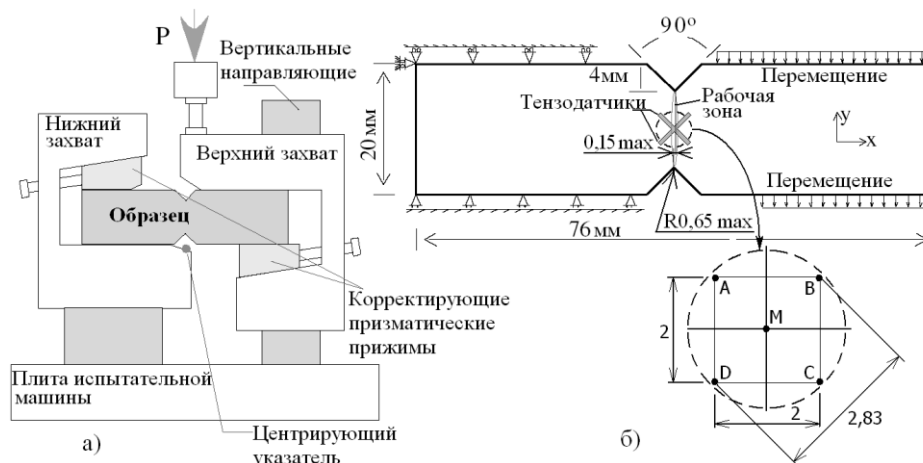 P
Вертикальные
направляющие
Нижний
захват
Верхний захват
Образец
Корректирующие
призматические
прижимы
Плита испытательной
машины
Центрирующий
указатель
а)
90°
4мм
Перемещение
Тензодатчики
Рабочая
зона
20 мм
0,15 max
y
x
Перемещение
R0,65 max
76 мм
A
B
M
2
D
C
2
2,83
б)